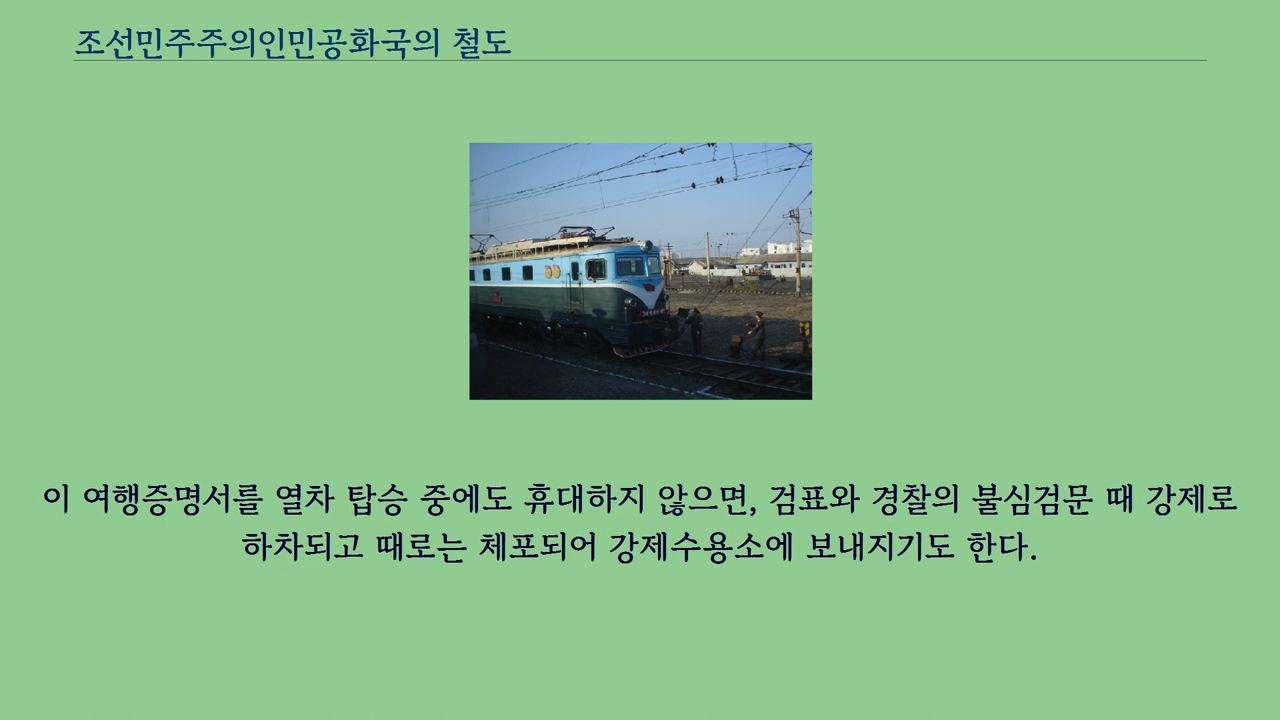 조선민주주의인민공화국의 철도
이 여행증명서를 열차 탑승 중에도 휴대하지 않으면, 검표와 경찰의 불심검문 때 강제로
하차되고 때로는 체포되어 강제수용소에 보내지기도 한다.